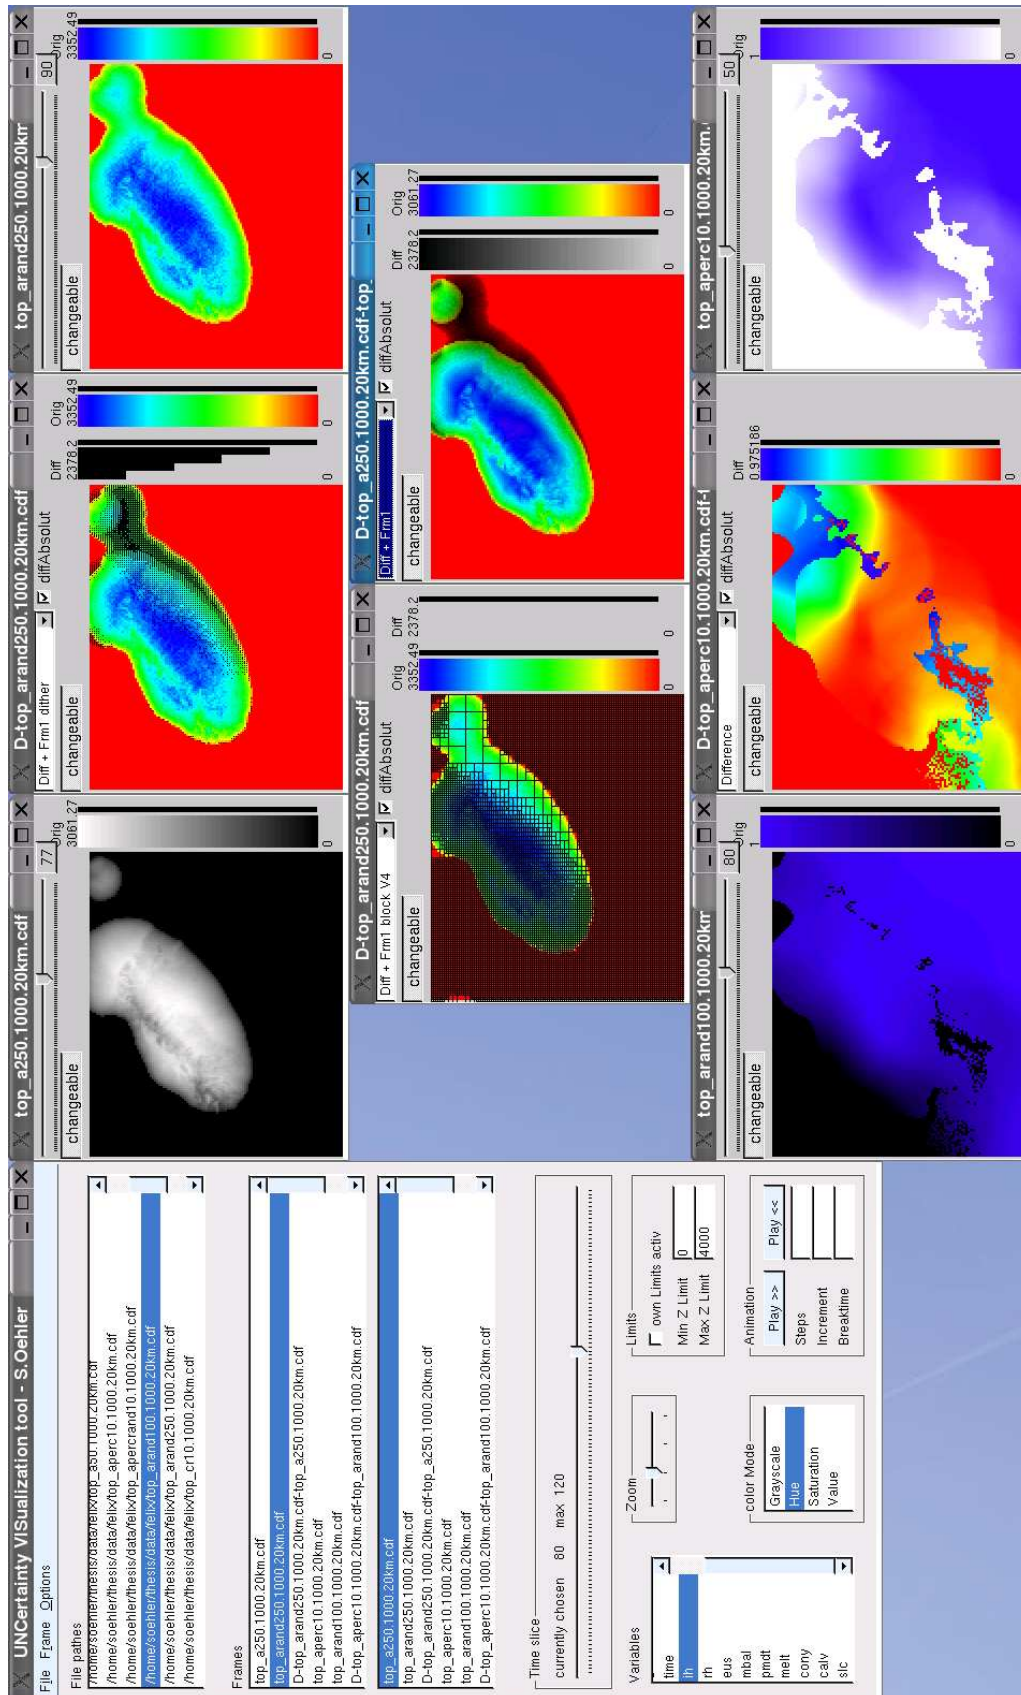 UNCertainty VISualization tool - S.Oehler
File Frame Options
File pathes
/home/soehler/thesis/data/felix/top_a50.1000.20km.cdf
/home/soehler/thesis/data/felix/top_aperc10.1000.20km.cdf
/home/soehler/thesis/data/felix/top_apercrand10.1000.20km.cdf
/home/soehler/thesis/data/felix/top_arand100.1000.20km.cdf
/home/soehler/thesis/data/felix/top_arand250.1000.20km.cdf
/home/soehler/thesis/data/felix/top_cr10.1000.20km.cdf
Frames
top_a250.1000.20km.cdf
top_arand250.1000.20km.cdf
D-top_arand250.1000.20km.cdf-top_a250.1000.20km.cdf
top_aperc10.1000.20km.cdf
top_arand100.1000.20km.cdf
D-top_aperc10.1000.20km.cdf-top_arand100.1000.20km.cdf
top_a250.1000.20km.cdf
top_arand250.1000.20km.cdf
D-top_arand250.1000.20km.cdf-top_a250.1000.20km.cdf
top_aperc10.1000.20km.cdf
top_arand100.1000.20km.cdf
D-top_aperc10.1000.20km.cdf-top_arand100.1000.20km.cdf
Time slice
currently chosen 80 max 120
Variables
time
ih
rh
eus
mbal
pmdt
melt
conv
calv
slc
Zoom
color Mode
Grayscale
Hue
Saturation
Value
Limits
own Limits activ
Min Z Limit 0
Max Z Limit 4000
Animation
Play >> Play <<
Steps
Increment
Breaktime
top_a250.1000.20km.cdf
77
changeable
Orig
3061.27
0
D-top_arand250.1000.20km.cdf
Diff + Frm1 dither
diffAbsolut
changeable
Diff Orig
2378.2 3352.49
0 0
top_arand250.1000.20km
90
changeable
Orig
3352.49
0
D-top_arand250.1000.20km.cdf
Diff + Frm1 block V4
diffAbsolut
changeable
Orig Diff
3352.49 2378.2
0 0
D-top_a250.1000.20km.cdf-top_
Diff + Frm1
diffAbsolut
changeable
Diff Orig
2378.2 3061.27
0 0
top_arand100.1000.20km
80
changeable
Orig
1
0
D-top_aperc10.1000.20km.cdf-t
Difference
diffAbsolut
changeable
Diff
0.975186
0
top_aperc10.1000.20km.
50
changeable
Orig
1
0